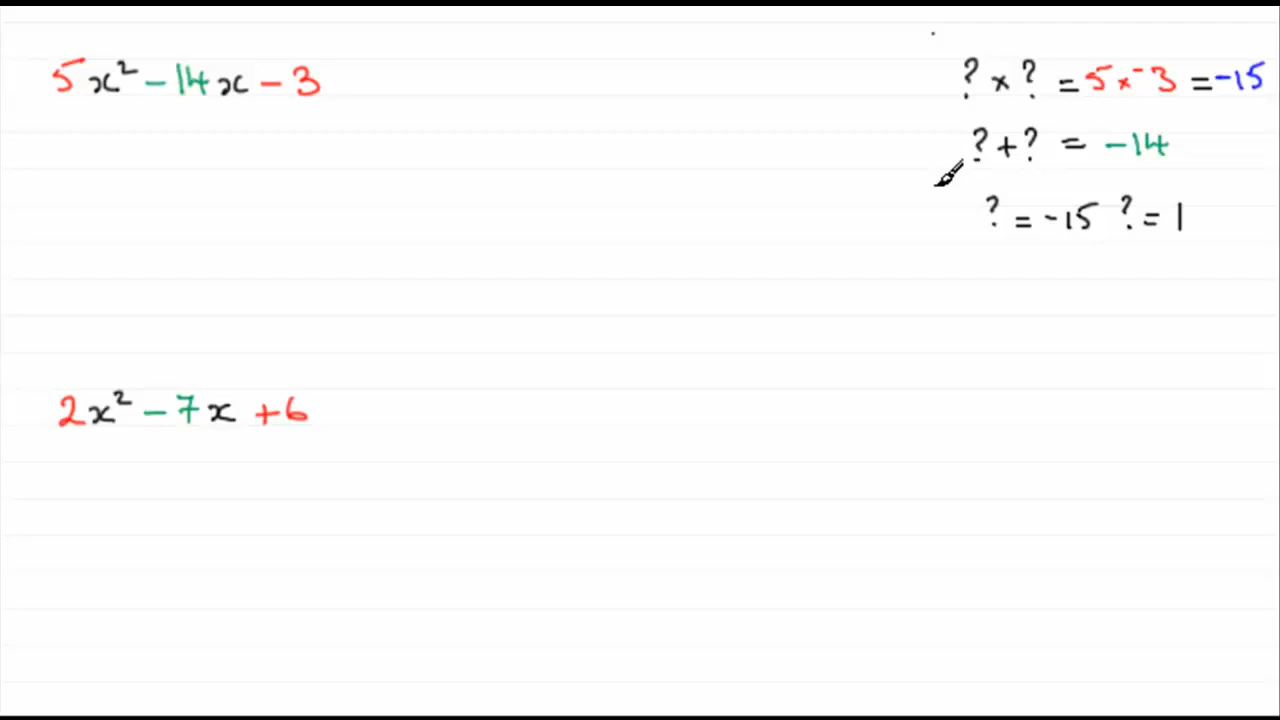 5x² - 14x - 3
? × ? = 5 × -3 = -15
? + ? = -14
? = -15 ? = 1
2x² - 7x + 6